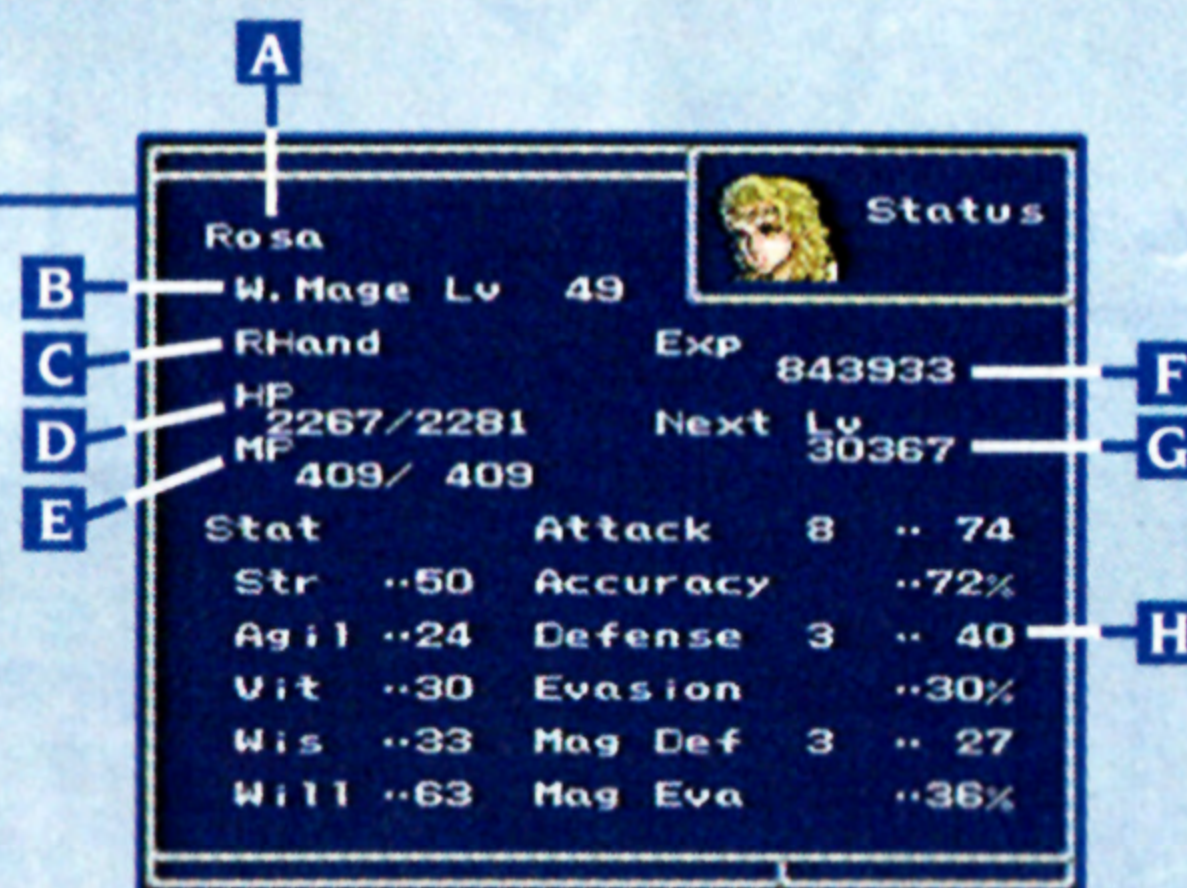 A
Status
Rosa
B W.Mage Lv 49
C RHand Exp
843933 F
D HP
2267/2281 Next Lv
E MP 30367 G
409/ 409
Stat Attack 8 ‥ 74
Str ‥50 Accuracy ‥72%
Agil ‥24 Defense 3 ‥ 40 H
Vit ‥30 Evasion ‥30%
Wis ‥33 Mag Def 3 ‥ 27
Will ‥63 Mag Eva ‥36%